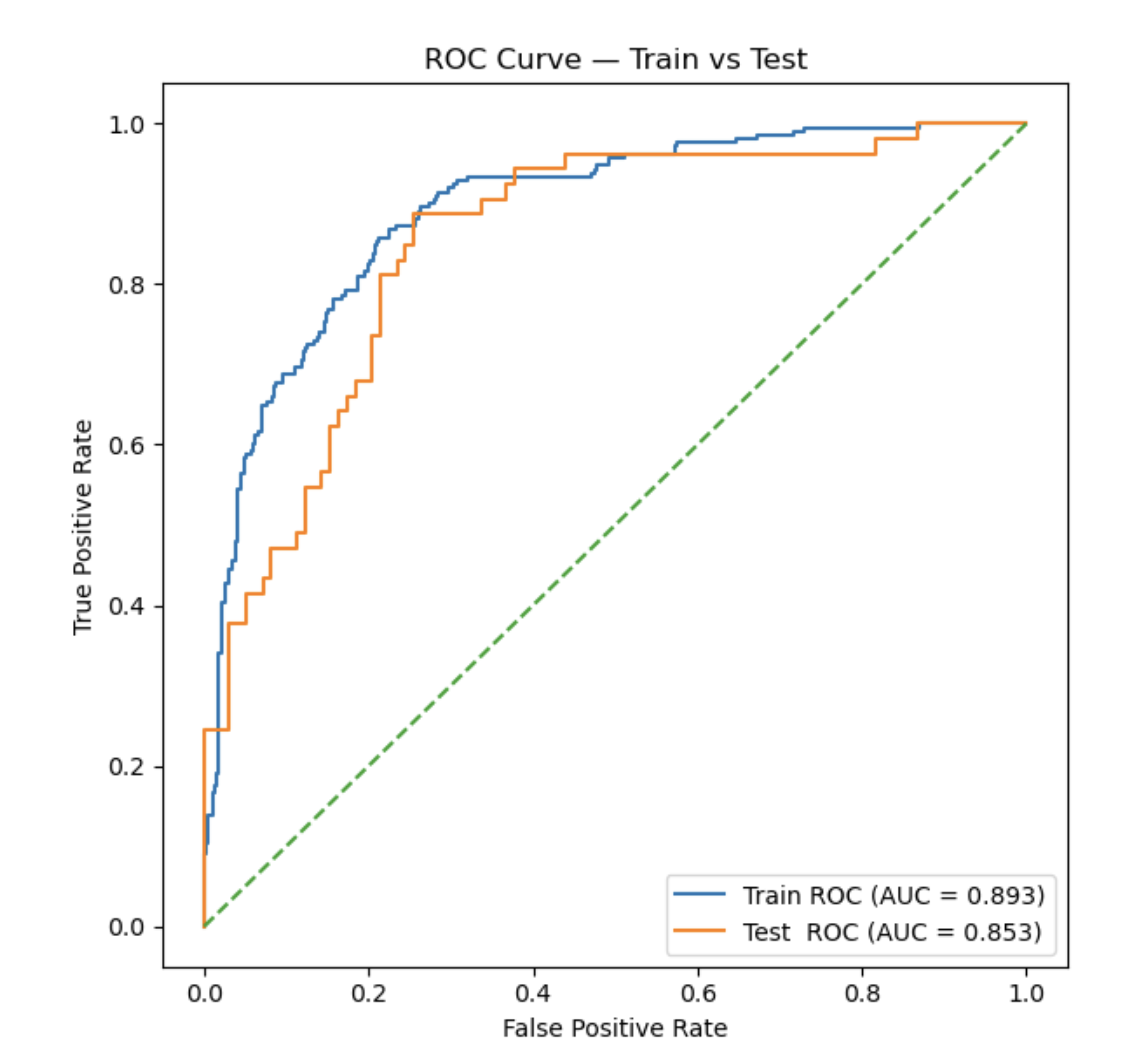 ROC Curve — Train vs Test
True Positive Rate
1.0
0.8
0.6
0.4
0.2
0.0
Train ROC (AUC = 0.893)
Test  ROC (AUC = 0.853)
0.0 0.2 0.4 0.6 0.8 1.0
False Positive Rate